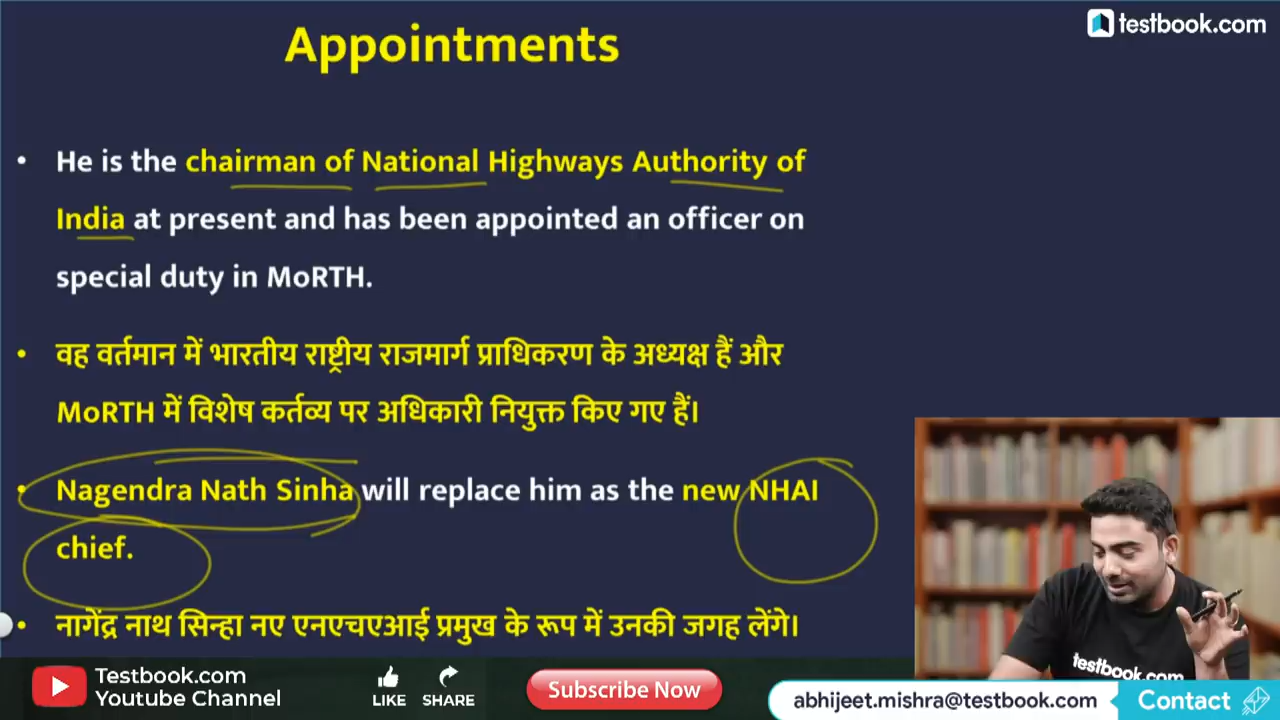 testbook.com
Appointments
• He is the chairman of National Highways Authority of
India at present and has been appointed an officer on
special duty in MoRTH.
• वह वर्तमान में भारतीय राष्ट्रीय राजमार्ग प्राधिकरण के अध्यक्ष हैं और
MoRTH में विशेष कर्तव्य पर अधिकारी नियुक्त किए गए हैं।
• Nagendra Nath Sinha will replace him as the new NHAI
chief.
• नागेंद्र नाथ सिन्हा नए एनएचएआई प्रमुख के रूप में उनकी जगह लेंगे।
testbook.com
Testbook.com
Youtube Channel
LIKE
SHARE
Subscribe Now
abhijeet.mishra@testbook.com
Contact